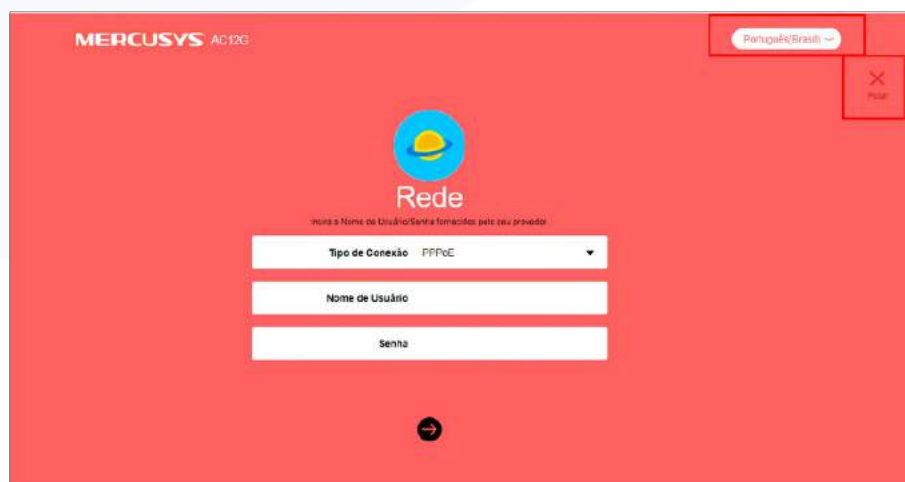 MERCUSYS AC12G
Português(Brasil)
Pular
Rede
Insira o Nome de Usuário/Senha fornecidos pelo seu provedor.
Tipo de Conexão PPPoE
Nome de Usuário
Senha